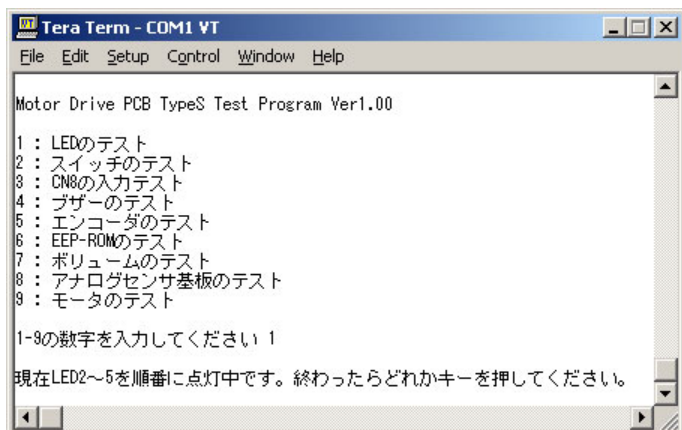 Tera Term - COM1 VT
File Edit Setup Control Window Help
Motor Drive PCB TypeS Test Program Ver1.00
1 : LEDのテスト
2 : スイッチのテスト
3 : CN8の入力テスト
4 : ブザーのテスト
5 : エンコーダのテスト
6 : EEP-ROMのテスト
7 : ボリュームのテスト
8 : アナログセンサ基板のテスト
9 : モータのテスト
1-9の数字を入力してください 1
現在LED2～5を順番に点灯中です。終わったらどれかキーを押してください。